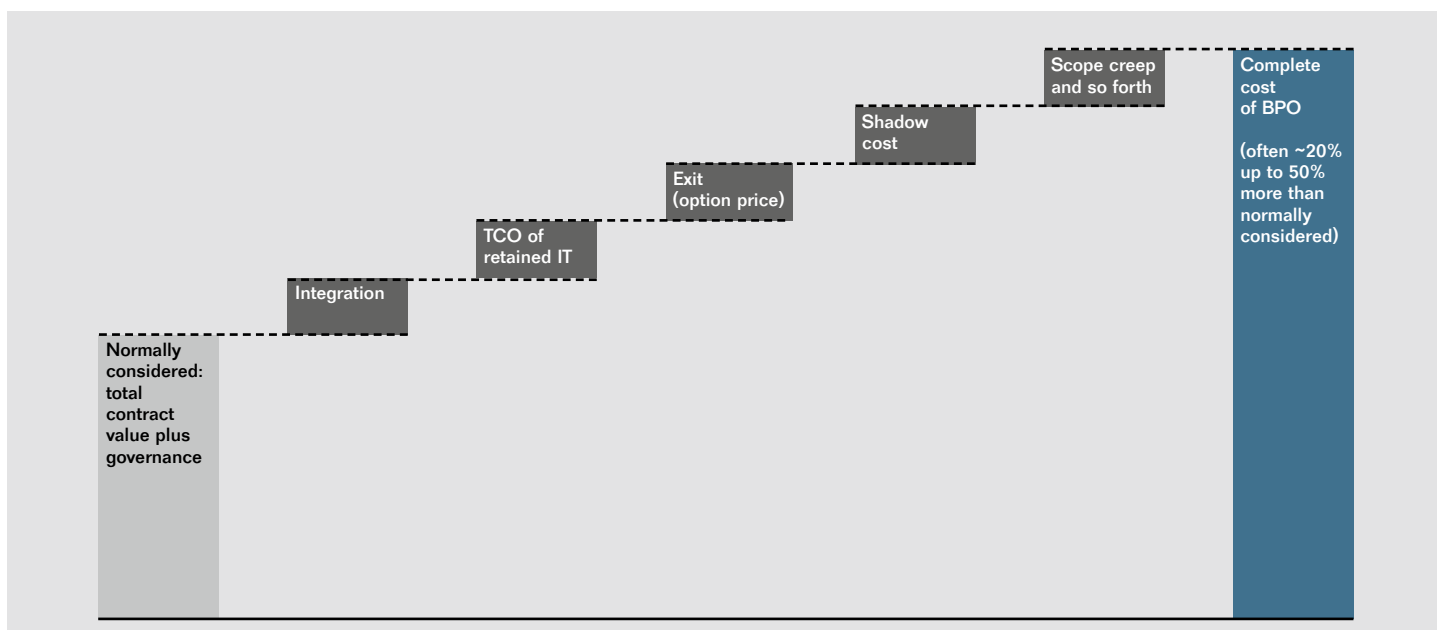 Normally
considered:
total
contract
value plus
governance
Integration
TCO of
retained IT
Exit
(option price)
Shadow
cost
Scope creep
and so forth
Complete
cost
of BPO
(often ~20%
up to 50%
more than
normally
considered)